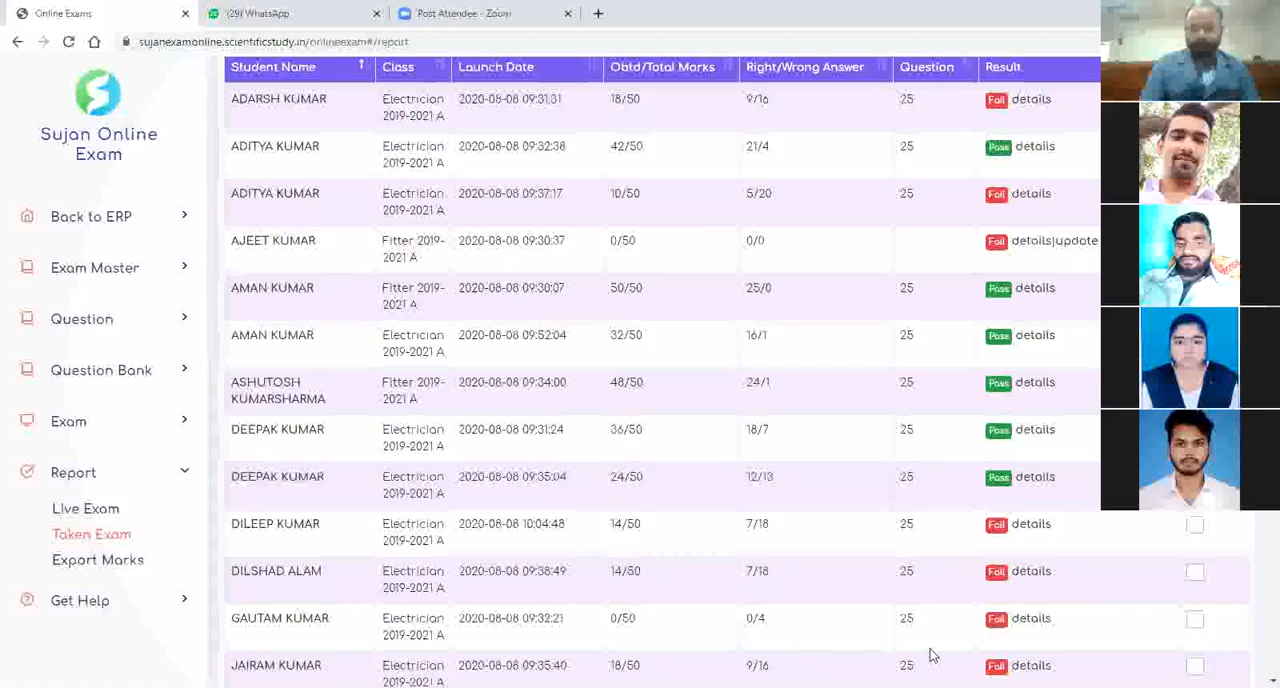 Online Exams
(29) WhatsApp
Post Attendee - Zoom
sujanexamonline.scientificstudy.in/onlineexam#/report
Sujan Online
Exam
Back to ERP
Exam Master
Question
Question Bank
Exam
Report
Live Exam
Taken Exam
Export Marks
Get Help
Student Name Class Launch Date Obtd/Total Marks Right/Wrong Answer Question Result
ADARSH KUMAR Electrician 2020-08-08 09:31:31 18/50 9/16 25 Fail details
2019-2021 A
ADITYA KUMAR Electrician 2020-08-08 09:32:38 42/50 21/4 25 Pass details
2019-2021 A
ADITYA KUMAR Electrician 2020-08-08 09:37:17 10/50 5/20 25 Fail details
2019-2021 A
AJEET KUMAR Fitter 2019- 2020-08-08 09:30:37 0/50 0/0 Fail details|update
2021 A
AMAN KUMAR Fitter 2019- 2020-08-08 09:30:07 50/50 25/0 25 Pass details
2021 A
AMAN KUMAR Electrician 2020-08-08 09:52:04 32/50 16/1 25 Pass details
2019-2021 A
ASHUTOSH Fitter 2019- 2020-08-08 09:34:00 48/50 24/1 25 Pass details
KUMARSHARMA 2021 A
DEEPAK KUMAR Electrician 2020-08-08 09:31:24 36/50 18/7 25 Pass details
2019-2021 A
DEEPAK KUMAR Electrician 2020-08-08 09:35:04 24/50 12/13 25 Pass details
2019-2021 A
DILEEP KUMAR Electrician 2020-08-08 10:04:48 14/50 7/18 25 Fail details
2019-2021 A
DILSHAD ALAM Electrician 2020-08-08 09:38:49 14/50 7/18 25 Fail details
2019-2021 A
GAUTAM KUMAR Electrician 2020-08-08 09:32:21 0/50 0/4 25 Fail details
2019-2021 A
JAIRAM KUMAR Electrician 2020-08-08 09:35:40 18/50 9/16 25 Fail details
2019-2021 A